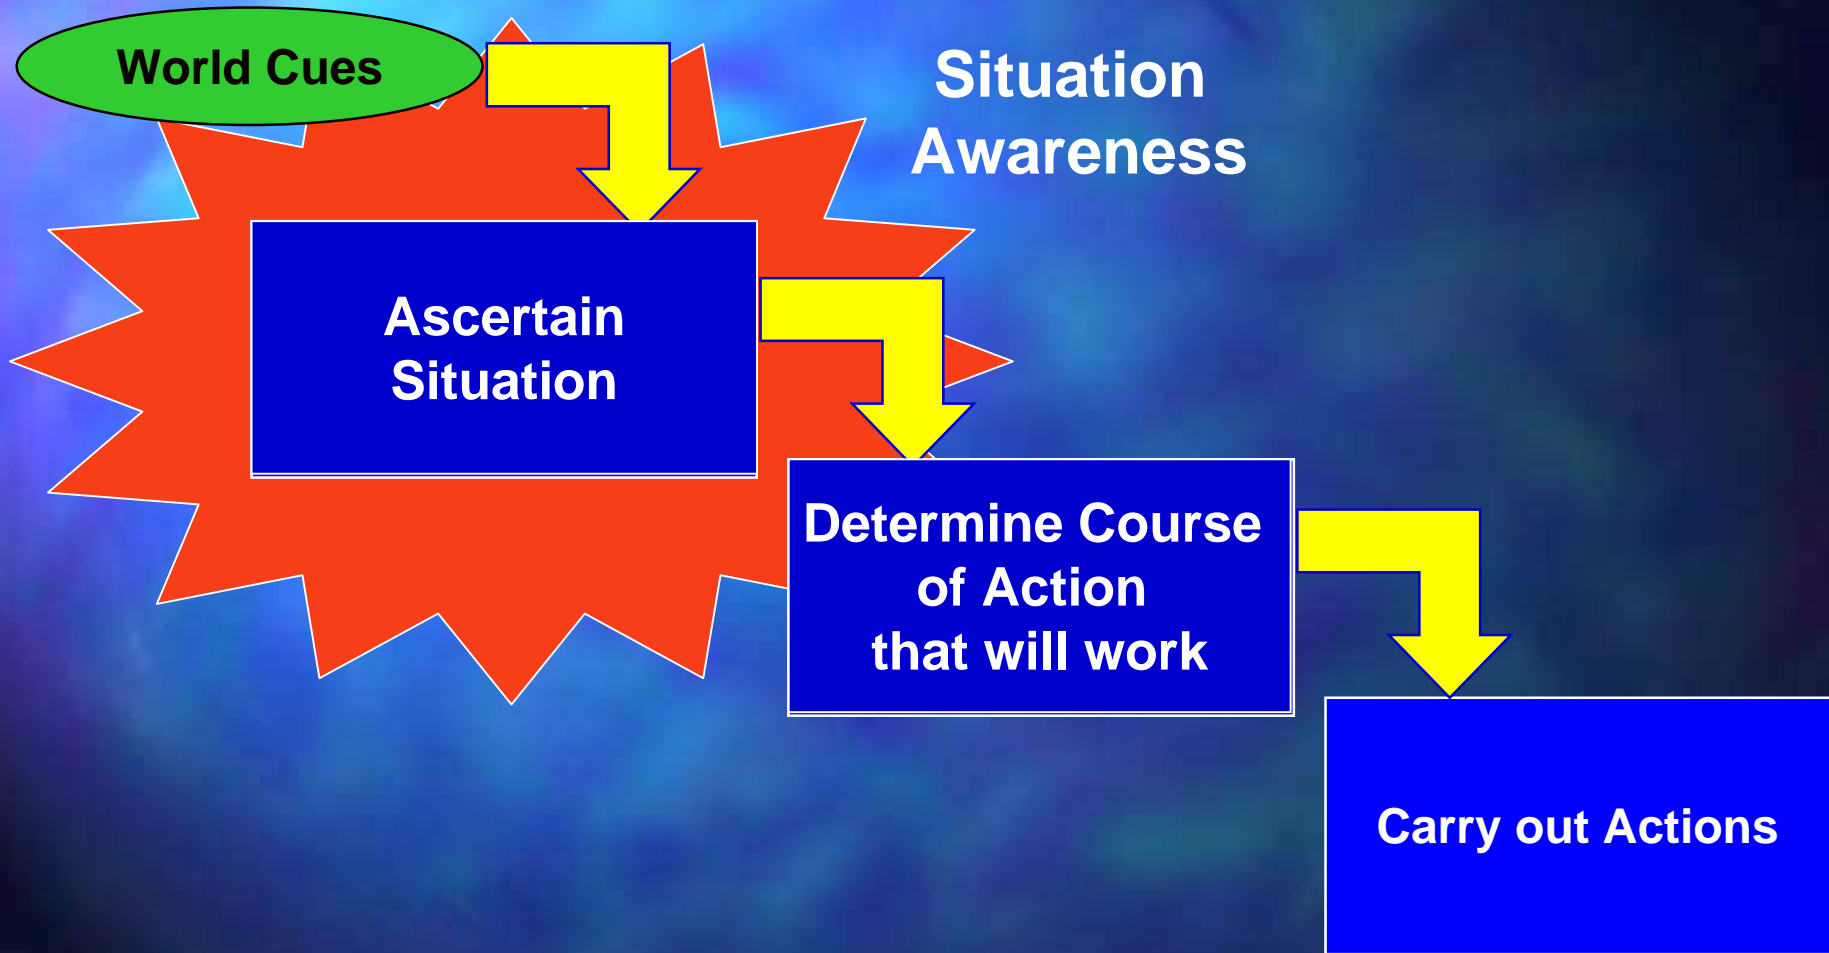 World Cues
Situation
Awareness
Ascertain
Situation
Determine Course
of Action
that will work
Carry out Actions